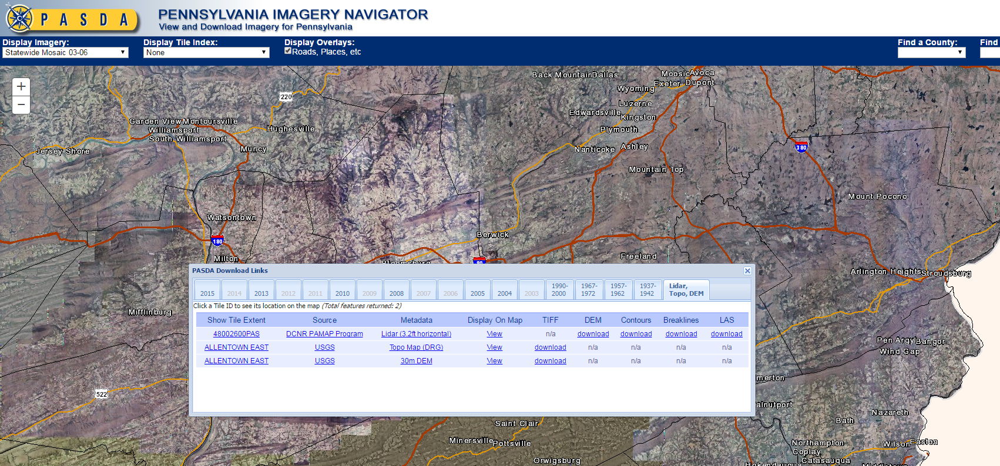 PASDA
PENNSYLVANIA IMAGERY NAVIGATOR
View and Download Imagery for Pennsylvania
Display Imagery: Display Tile Index: Display Overlays: Find a County: Find
Statewide Mosaic 03-06 None Roads, Places, etc
+
−
Back Mountain Dallas Moosic Avoca
Exeter Dupont
Wyoming
220
Luzerne
Edwardsville
Kingston
Garden View Montoursville
Plymouth
Williamsport Hughesville
South Williamsport
Muncy Nanticoke Ashley 380
Jersey Shore
Mountain Top
Mount Pocono
Watsontown
Berwick
180
Milton Freeland
Bloomsburg 80
Arlington Heights Stroudsburg
PASDA Download Links
2015 2014 2013 2012 2011 2010 2009 2008 2007 2006 2005 2004 2003 1990-2000 1967-1972 1957-1962 1937-1942 Lidar, Topo, DEM
Click a Tile ID to see its location on the map (Total features returned: 2)
Show Tile Extent Source Metadata Display On Map TIFF DEM Contours Breaklines LAS
48002600PAS DCNR PAMAP Program Lidar (3.2ft horizontal) View n/a download download download download
ALLENTOWN EAST USGS Topo Map (DRG) View download n/a n/a n/a n/a
ALLENTOWN EAST USGS 30m DEM View download n/a n/a n/a n/a
Mifflinburg
Pen Argyl Bangor
Wind Gap
merton
522
alnutport
Nazareth
Saint Clair Bath
Minersville Pottsville Northampton Wilson Easton
Coplay
Orwigsburg Catasauqua
Hokendauqua